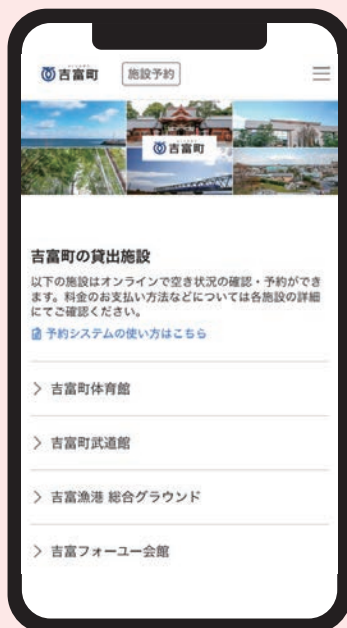 吉富町
施設予約
吉富町
吉富町の貸出施設
以下の施設はオンラインで空き状況の確認・予約ができ
ます。料金のお支払い方法などについては各施設の詳細
にてご確認ください。
予約システムの使い方はこちら
吉富町体育館
吉富町武道館
吉富漁港 総合グラウンド
吉富フォーユー会館